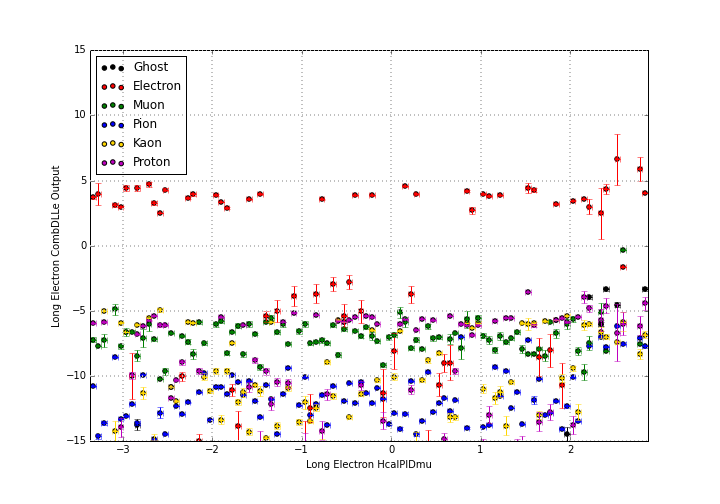 15
10
5
0
−5
−10
−15
Long Electron CombDLLe Output
Ghost
Electron
Muon
Pion
Kaon
Proton
−3 −2 −1 0 1 2
Long Electron HcalPIDmu